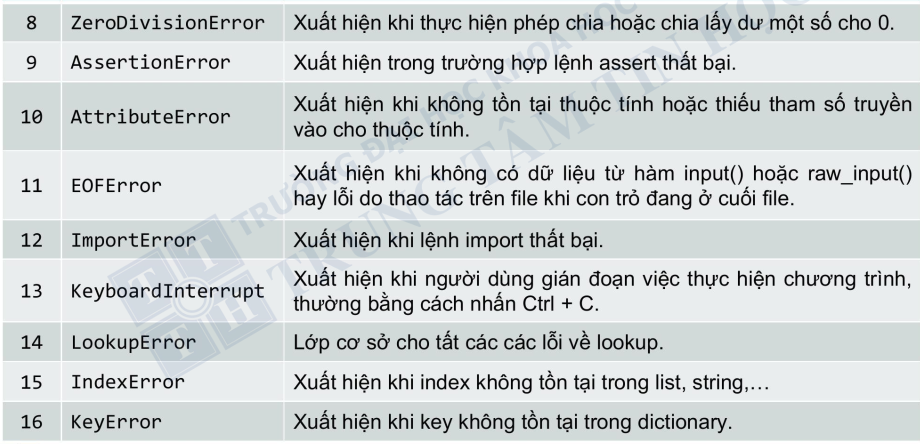 8 ZeroDivisionError Xuất hiện khi thực hiện phép chia hoặc chia lấy dư một số cho 0.
9 AssertionError Xuất hiện trong trường hợp lệnh assert thất bại.
10 AttributeError Xuất hiện khi không tồn tại thuộc tính hoặc thiếu tham số truyền
vào cho thuộc tính.
11 EOFError Xuất hiện khi không có dữ liệu từ hàm input() hoặc raw_input()
hay lỗi do thao tác trên file khi con trỏ đang ở cuối file.
12 ImportError Xuất hiện khi lệnh import thất bại.
13 KeyboardInterrupt Xuất hiện khi người dùng gián đoạn việc thực hiện chương trình,
thường bằng cách nhấn Ctrl + C.
14 LookupError Lớp cơ sở cho tất các các lỗi về lookup.
15 IndexError Xuất hiện khi index không tồn tại trong list, string,…
16 KeyError Xuất hiện khi key không tồn tại trong dictionary.
TRƯỜNG ĐẠI HỌC KHOA HỌC
TRUNG TÂM TIN HỌC